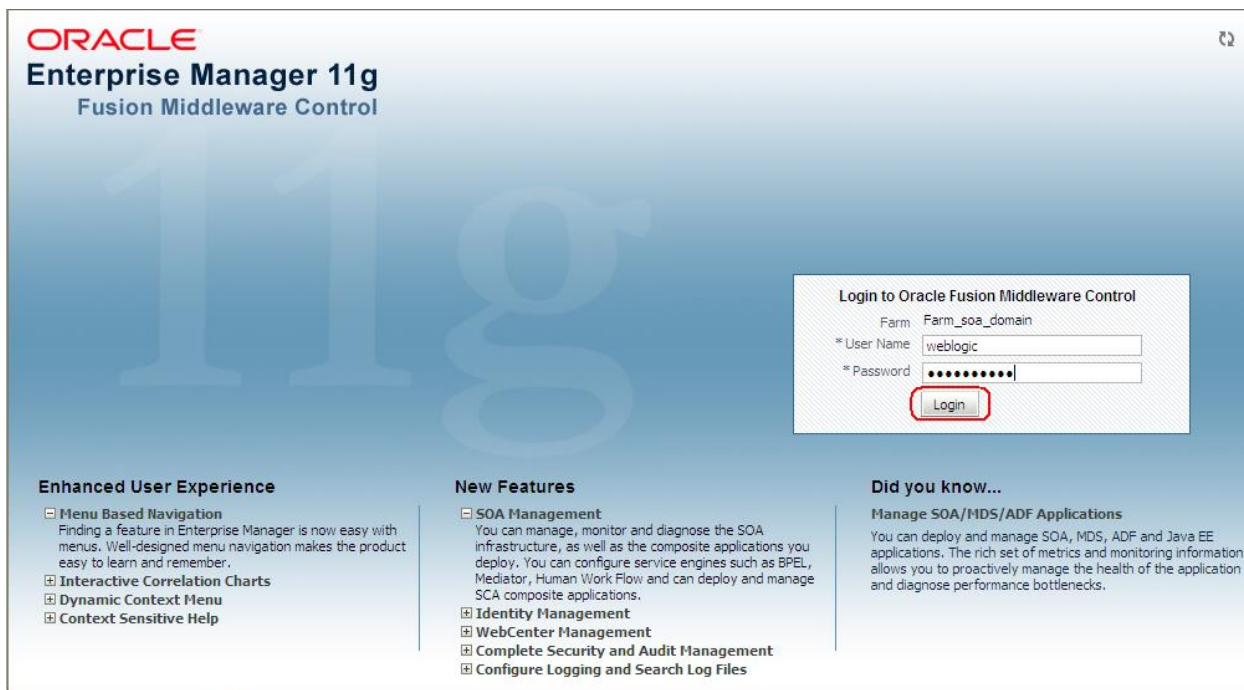 ORACLE
Enterprise Manager 11g
Fusion Middleware Control
11g
Login to Oracle Fusion Middleware Control
Farm Farm_soa_domain
* User Name weblogic
* Password ••••••••••
Login
Enhanced User Experience
Menu Based Navigation
Finding a feature in Enterprise Manager is now easy with
menus. Well-designed menu navigation makes the product
easy to learn and remember.
Interactive Correlation Charts
Dynamic Context Menu
Context Sensitive Help
New Features
SOA Management
You can manage, monitor and diagnose the SOA
infrastructure, as well as the composite applications you
deploy. You can configure service engines such as BPEL,
Mediator, Human Work Flow and can deploy and manage
SCA composite applications.
Identity Management
WebCenter Management
Complete Security and Audit Management
Configure Logging and Search Log Files
Did you know...
Manage SOA/MDS/ADF Applications
You can deploy and manage SOA, MDS, ADF and Java EE
applications. The rich set of metrics and monitoring information
allows you to proactively manage the health of the application
and diagnose performance bottlenecks.